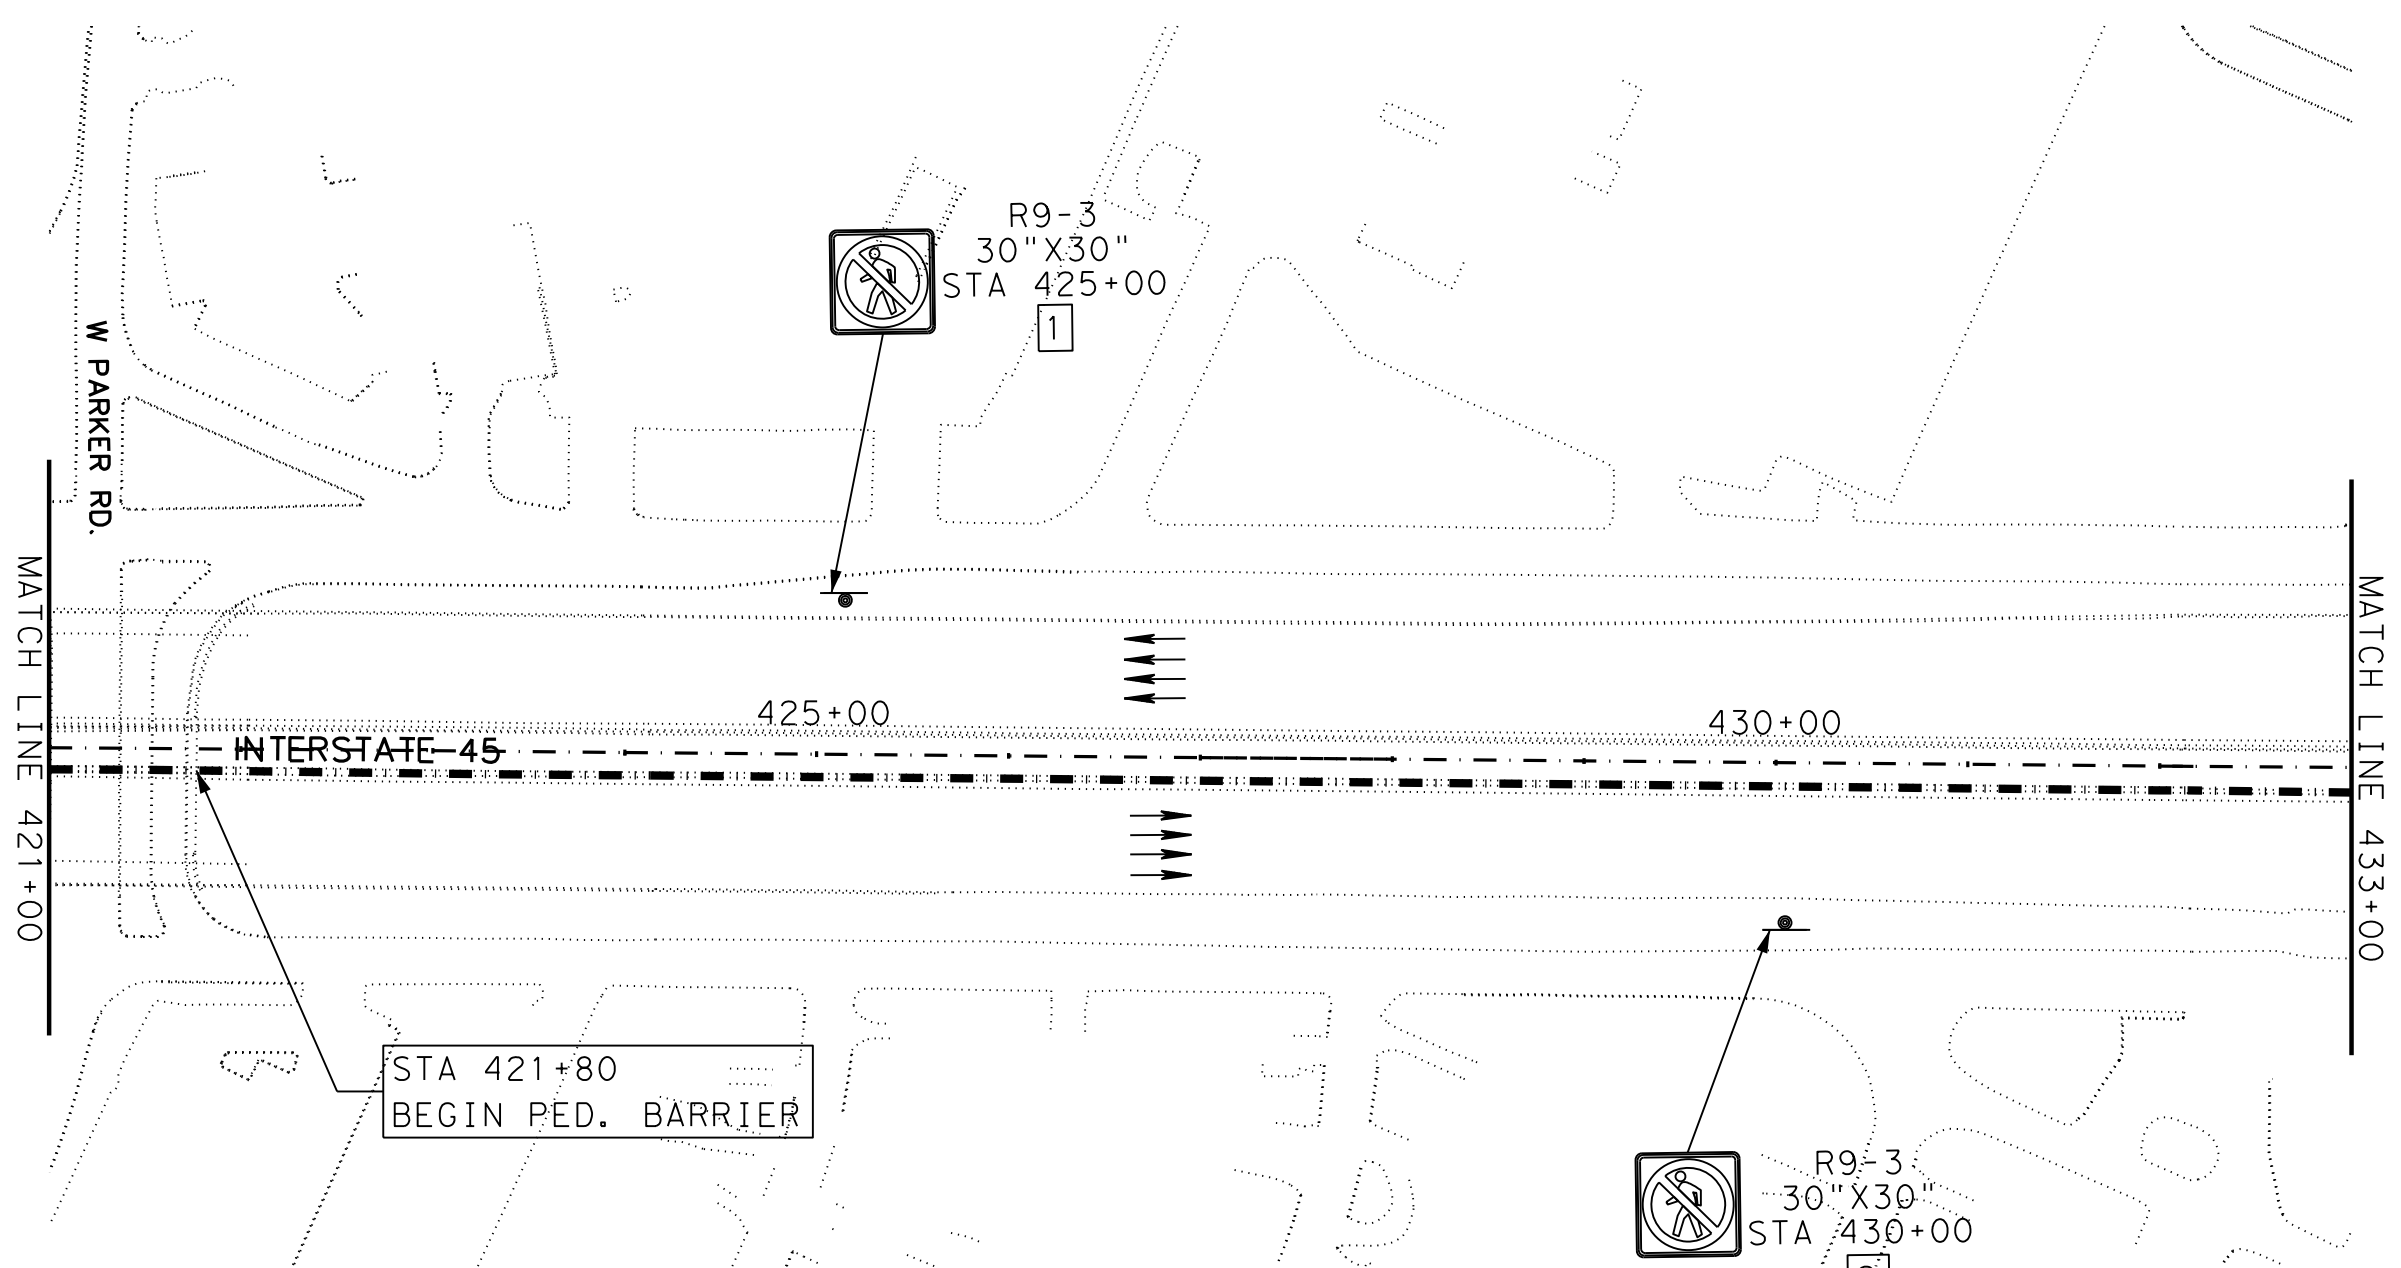 R9-3
30"X30"
STA 425+00
1
W PARKER RD.
MATCH LINE 421+00
425+00
430+00
INTERSTATE 45
MATCH LINE 433+00
STA 421+80
BEGIN PED. BARRIER
R9-3
30"X30"
STA 430+00